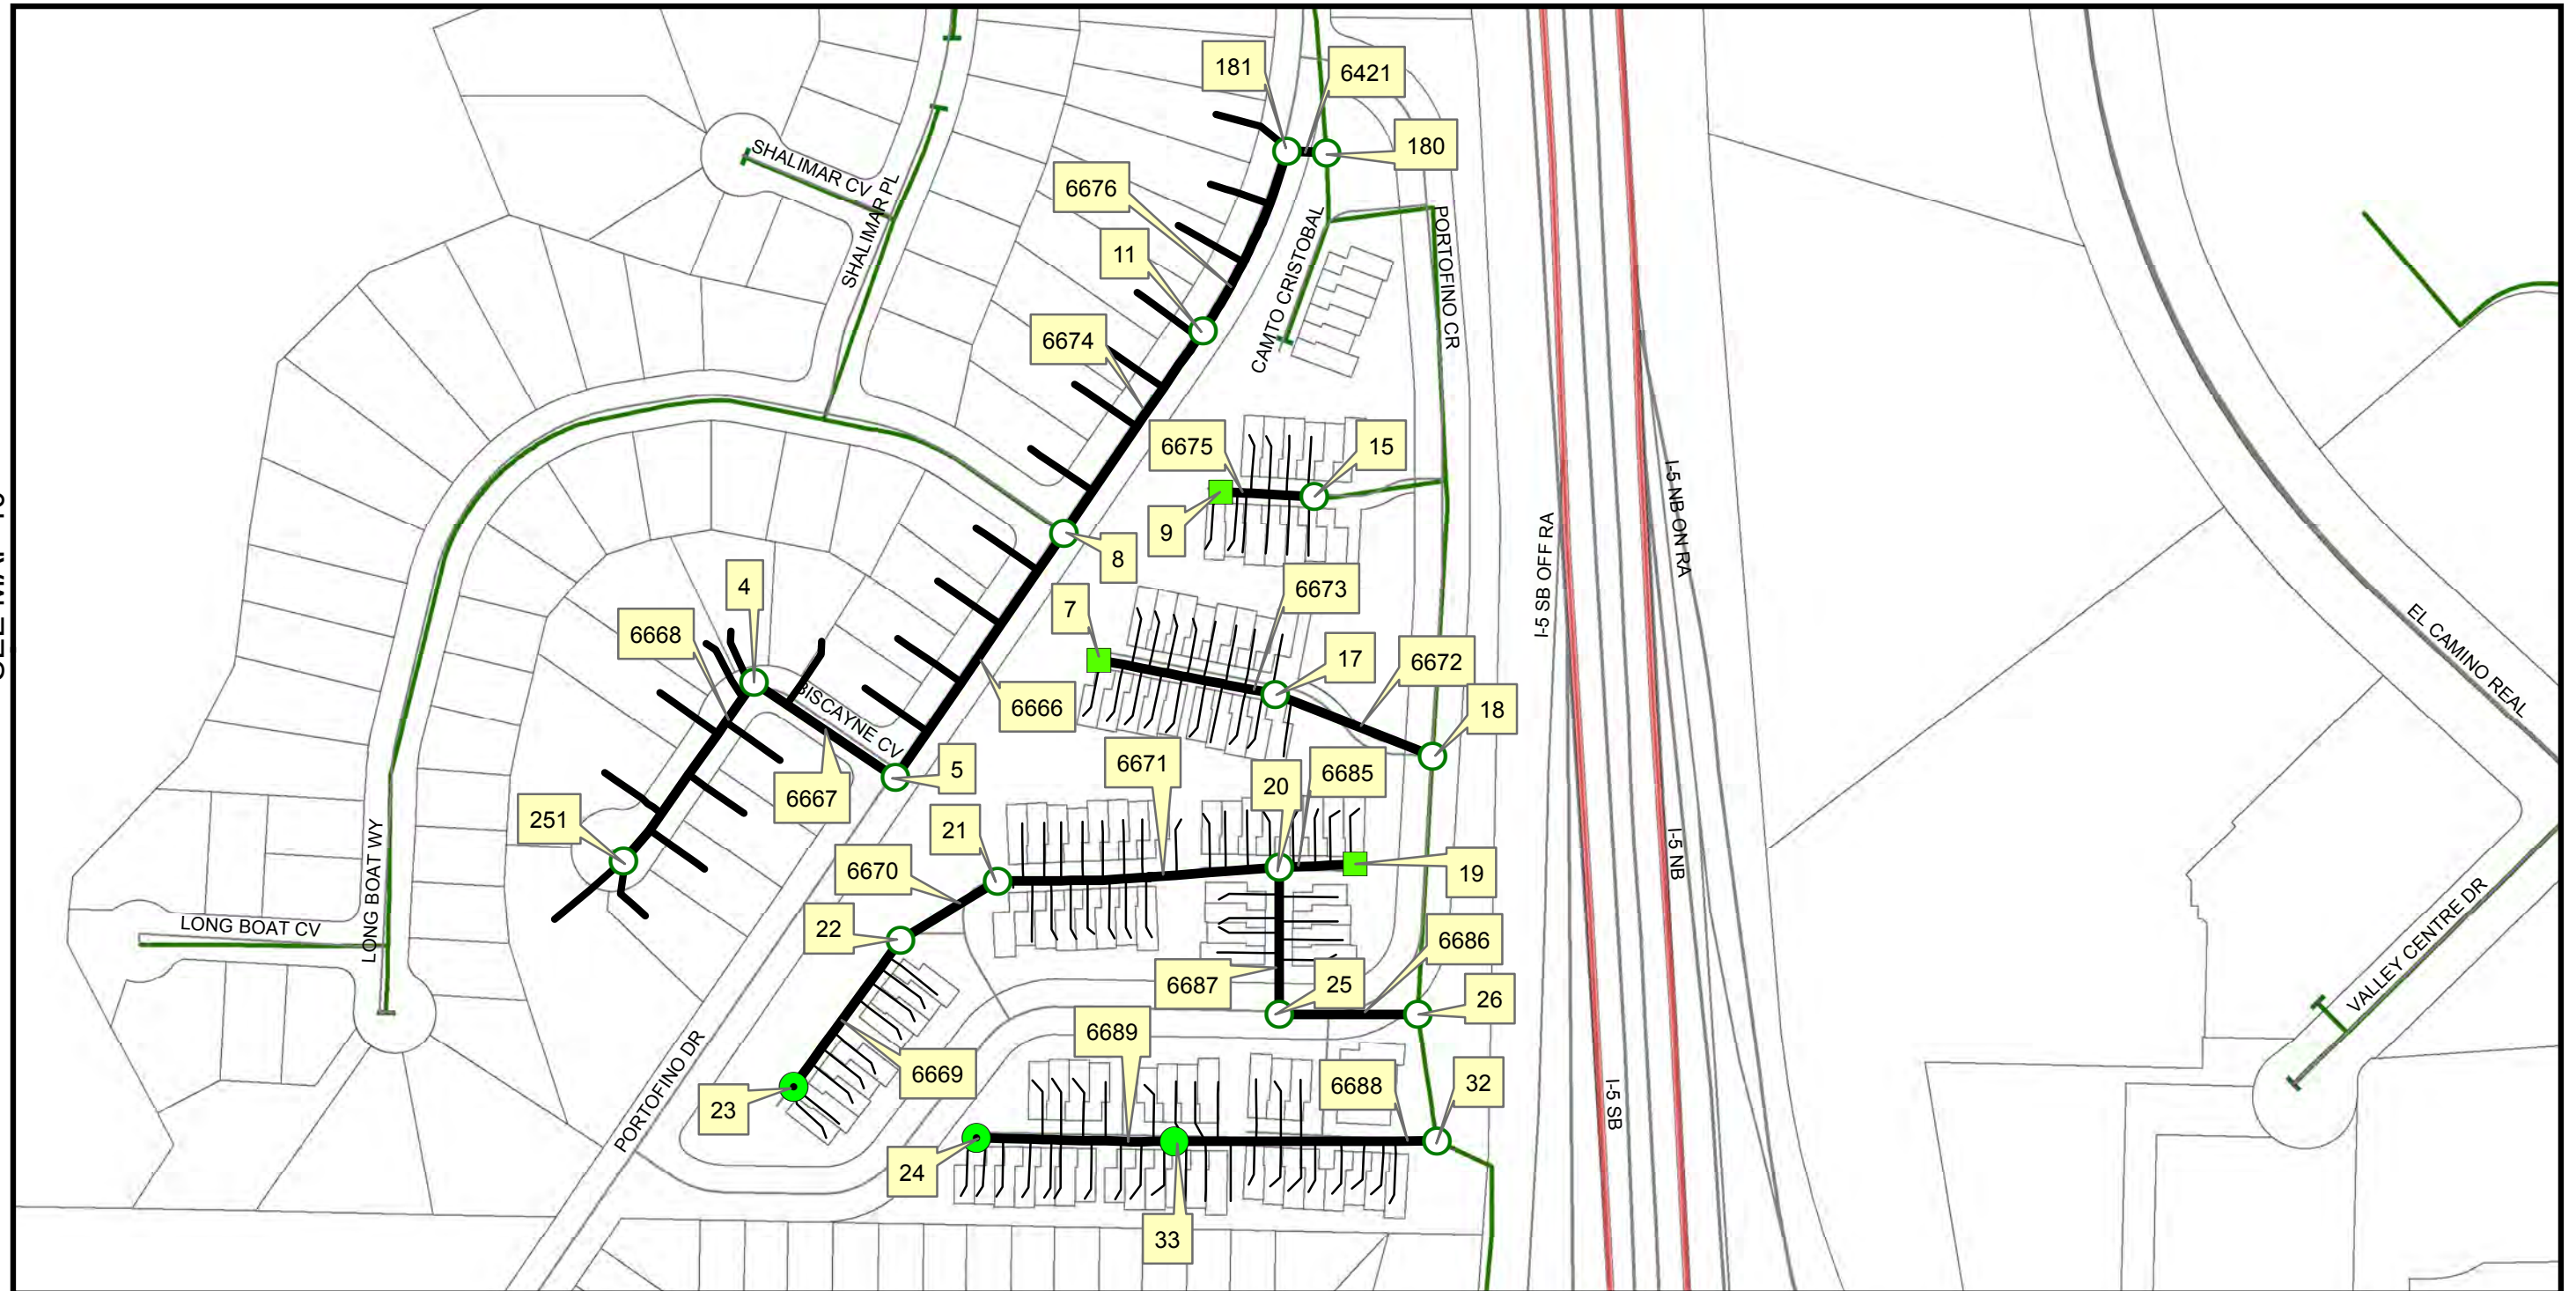 181
6421
180
SHALIMAR CV
6676
SHALIMAR PL
11
CAMTO CRISTOBAL
PORTOFINO CR
6674
6675
15
9
I-5 NB ON RA
I-5 SB OFF RA
8
4
7
6673
6668
17
6672
EL CAMINO REAL
6666
18
BISCAYNE CV
5
6671
20
6685
6667
251
21
I-5 NB
6670
19
LONG BOAT WY
LONG BOAT CV
22
6686
VALLEY CENTRE DR
6687
25
26
6689
PORTOFINO DR
6669
6688
32
23
I-5 SB
24
33